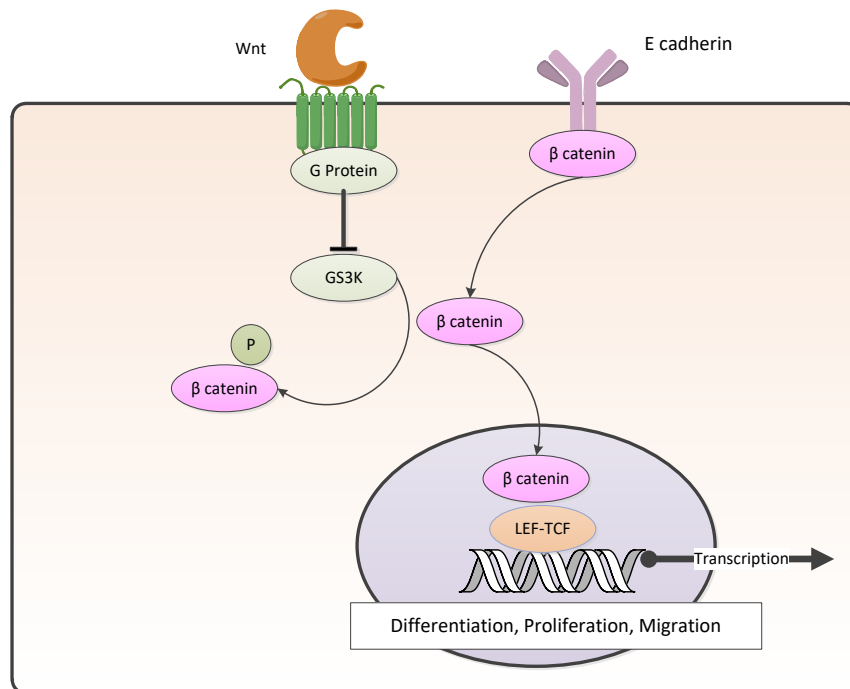 Wnt
E cadherin
G Protein
β catenin
GS3K
β catenin
P
β catenin
β catenin
LEF-TCF
Transcription
Differentiation, Proliferation, Migration